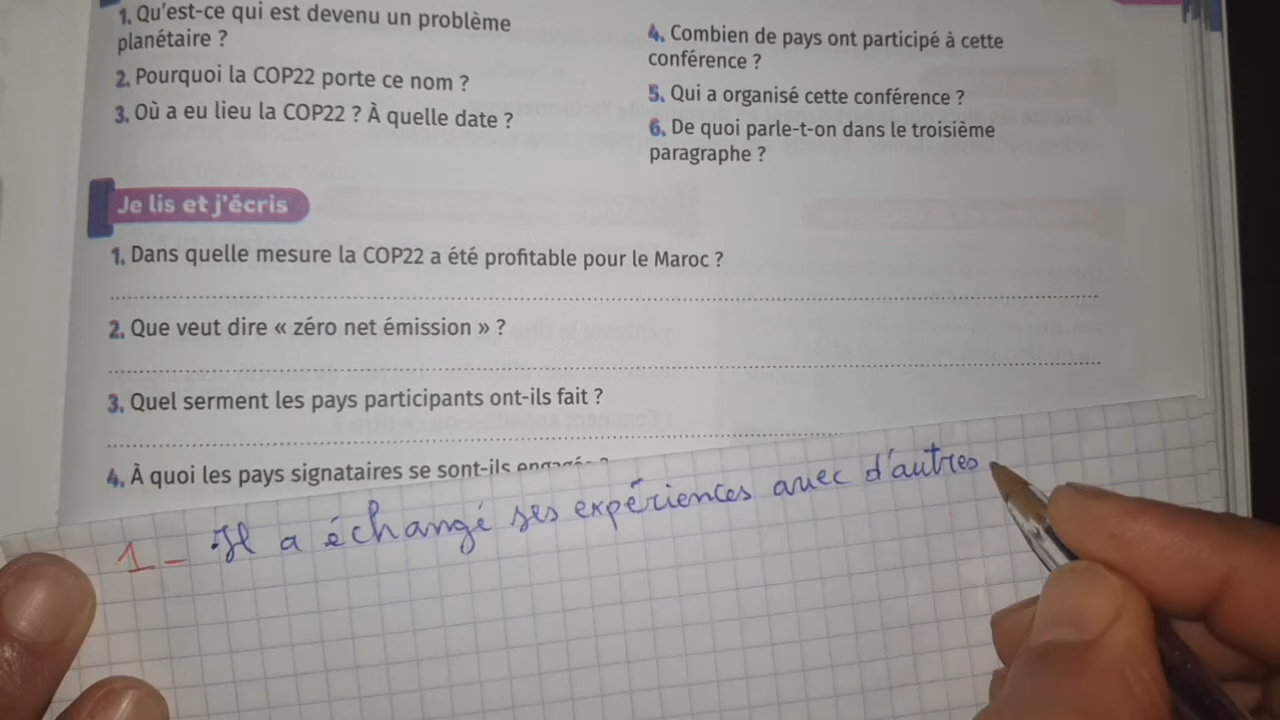 1. Qu'est-ce qui est devenu un problème
planétaire ?
2. Pourquoi la COP22 porte ce nom ?
3. Où a eu lieu la COP22 ? À quelle date ?
4. Combien de pays ont participé à cette
conférence ?
5. Qui a organisé cette conférence ?
6. De quoi parle-t-on dans le troisième
paragraphe ?
Je lis et j'écris
1. Dans quelle mesure la COP22 a été profitable pour le Maroc ?
2. Que veut dire « zéro net émission » ?
3. Quel serment les pays participants ont-ils fait ?
4. À quoi les pays signataires se sont-ils engagés ?
1- Il a échangé ses expériences avec d'autres